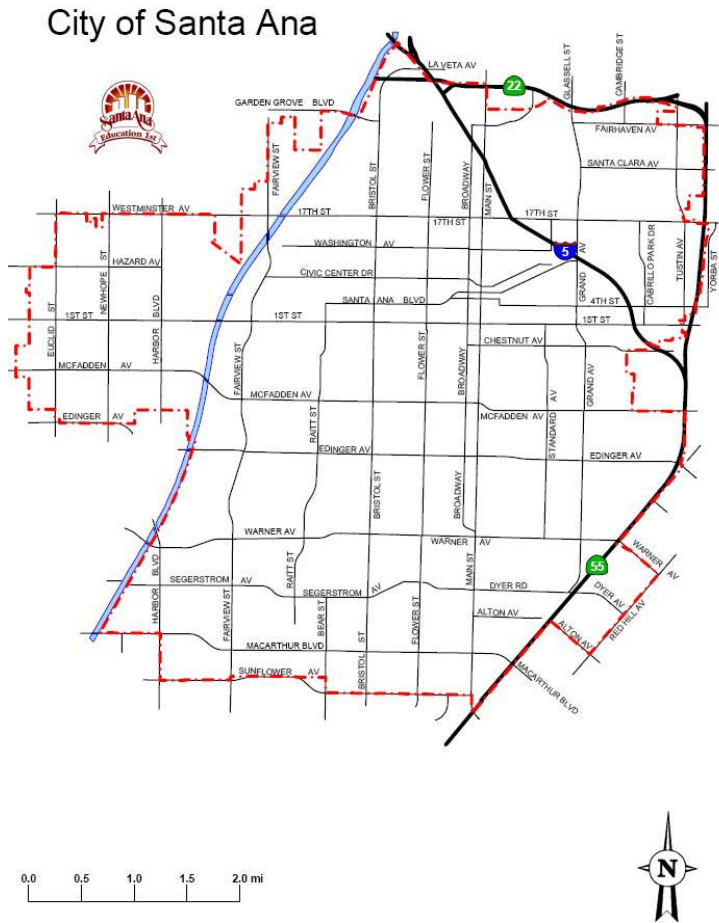 City of Santa Ana
Santa Ana
Education 1st
LA VETA AV
22
GLASSELL ST
CAMBRIDGE ST
GARDEN GROVE BLVD
FAIRHAVEN AV
SANTA CLARA AV
FAIRVIEW ST
BRISTOL ST
FLOWER ST
BROADWAY
MAIN ST
WESTMINSTER AV
17TH ST
17TH ST
17TH ST
WASHINGTON AV
5
AV
GRAND
CABRILLO PARK DR
TUSTIN AV
YORBA ST
HAZARD AV
NEWHOPE ST
CIVIC CENTER DR
SANTA ANA BLVD
4TH ST
EUCLID ST
HARBOR BLVD
1ST ST
1ST ST
1ST ST
CHESTNUT AV
MCFADDEN AV
FAIRVIEW ST
FLOWER ST
BROADWAY
MCFADDEN AV
MCFADDEN AV
STANDARD AV
GRAND AV
RAITT ST
EDINGER AV
EDINGER AV
EDINGER AV
BRISTOL ST
BROADWAY
WARNER AV
WARNER AV
WARNER AV
55
HARBOR BLVD
SEGERSTROM AV
RAITT ST
SEGERSTROM AV
MAIN ST
DYER RD
DYER AV
RED HILL AV
FAIRVIEW ST
BEAR ST
BRISTOL ST
FLOWER ST
ALTON AV
ALTON AV
MACARTHUR BLVD
MACARTHUR BLVD
SUNFLOWER AV
0.0 0.5 1.0 1.5 2.0 mi
N